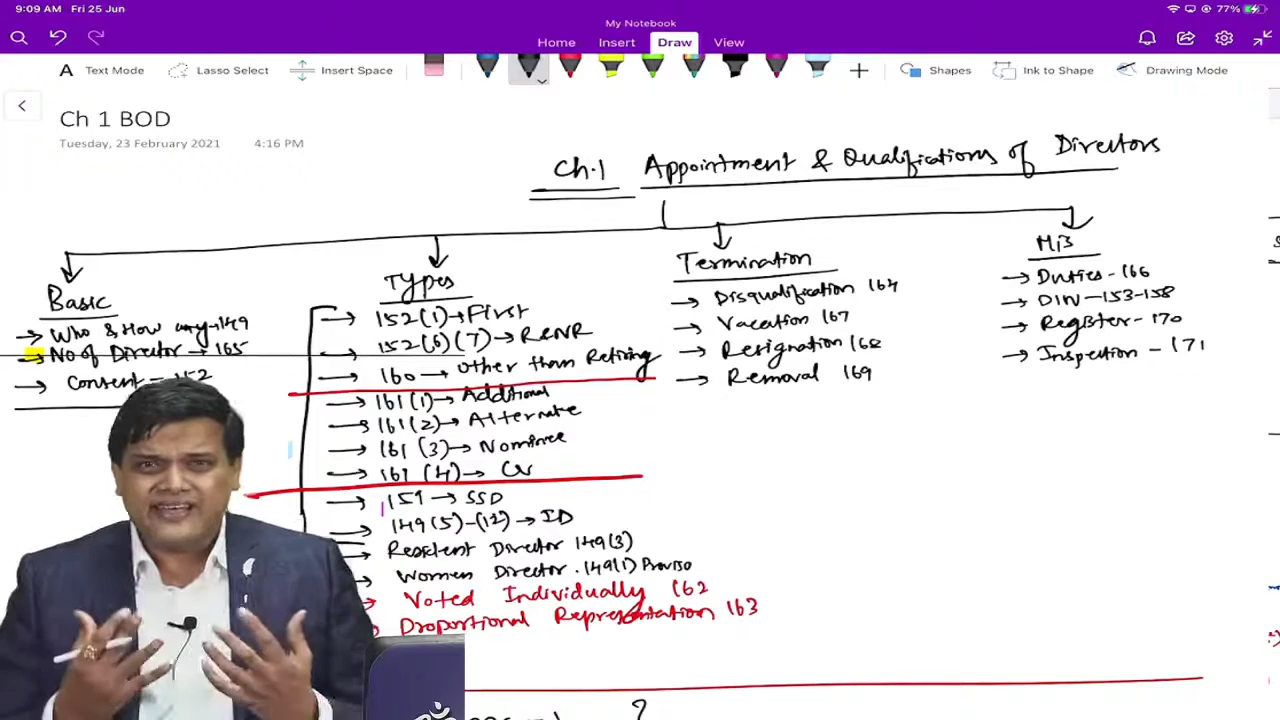 9:09 AM Fri 25 Jun
77%
My Notebook
Home Insert Draw View
Text Mode Lasso Select Insert Space Shapes Ink to Shape Drawing Mode
Ch 1 BOD
Tuesday, 23 February 2021 4:16 PM
Ch.1 Appointment & Qualifications of Directors
Basic
→ Who & How → 149
→ No of Director → 165
→ Consent - 152
Types
→ 152(1) → First
→ 152(6)(7) → RENR
→ 160 → Other than Retiring
→ 161(1) → Additional
→ 161(2) → Alternate
→ 161(3) → Nominee
→ 161(4) → CV
→ 151 → SSD
→ 149(5)-(12) → ID
Resident Director 149(3)
Women Director. 149(1) Proviso
Voted Individually 162
Proportional Representation 163
Termination
→ Disqualification 164
→ Vacation 167
→ Resignation 168
→ Removal 169
MiB
→ Duties - 166
→ DIN - 153-158
→ Register - 170
→ Inspection - 171
?